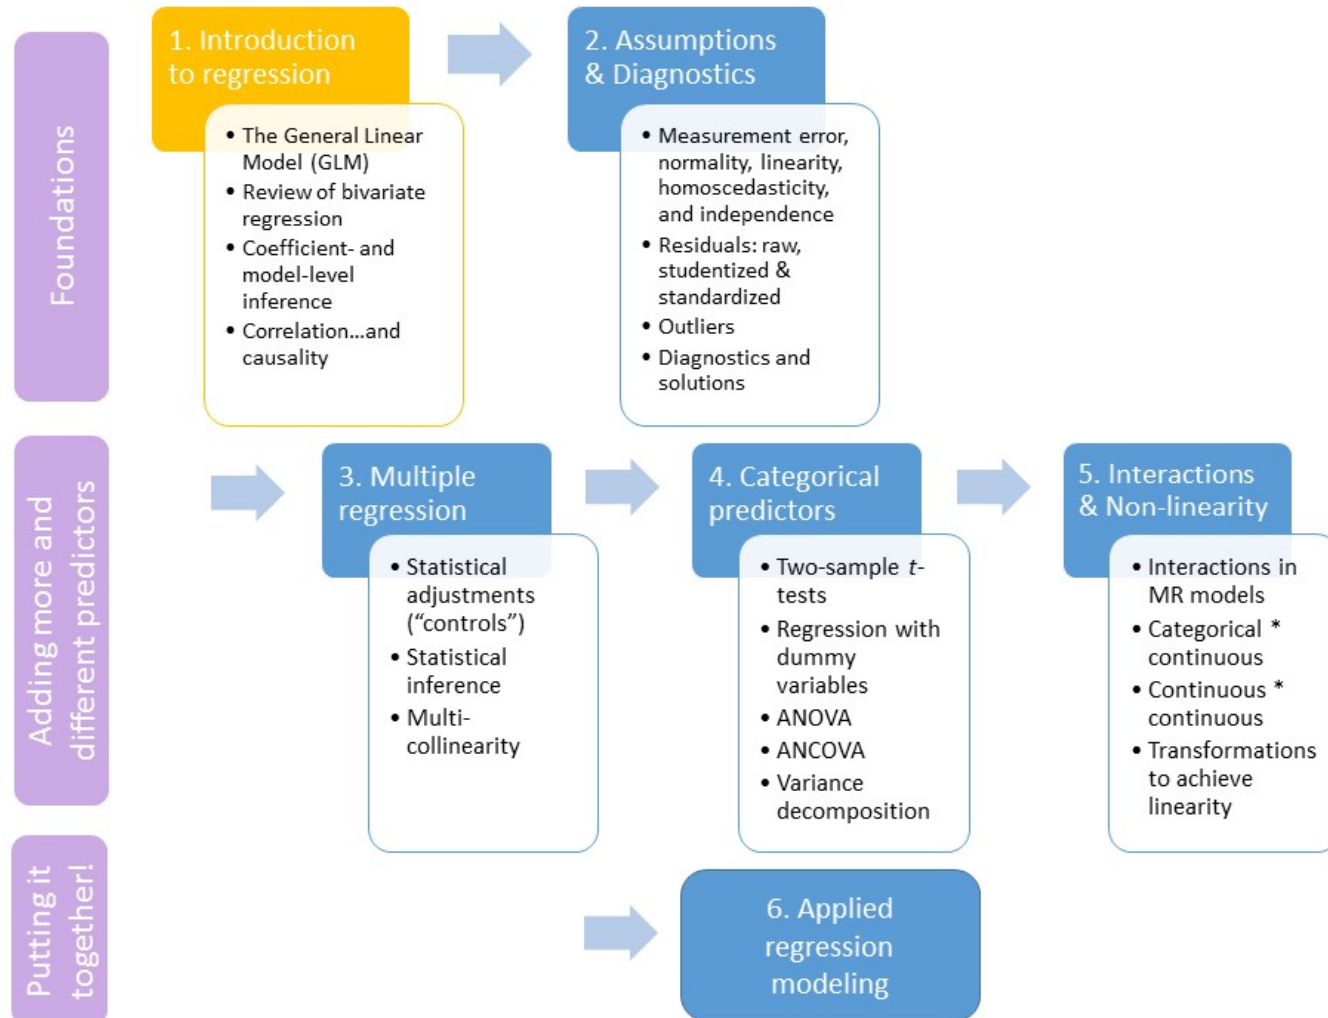 Foundations
1. Introduction
to regression
• The General Linear
Model (GLM)
• Review of bivariate
regression
• Coefficient- and
model-level
inference
• Correlation...and
causality
2. Assumptions
& Diagnostics
• Measurement error,
normality, linearity,
homoscedasticity,
and independence
• Residuals: raw,
studentized &
standardized
• Outliers
• Diagnostics and
solutions
Adding more and
different predictors
3. Multiple
regression
• Statistical
adjustments
(“controls”)
• Statistical
inference
• Multi-
collinearity
4. Categorical
predictors
• Two-sample t-
tests
• Regression with
dummy
variables
• ANOVA
• ANCOVA
• Variance
decomposition
5. Interactions
& Non-linearity
• Interactions in
MR models
• Categorical *
continuous
• Continuous *
continuous
• Transformations
to achieve
linearity
Putting it
together!
6. Applied
regression
modeling